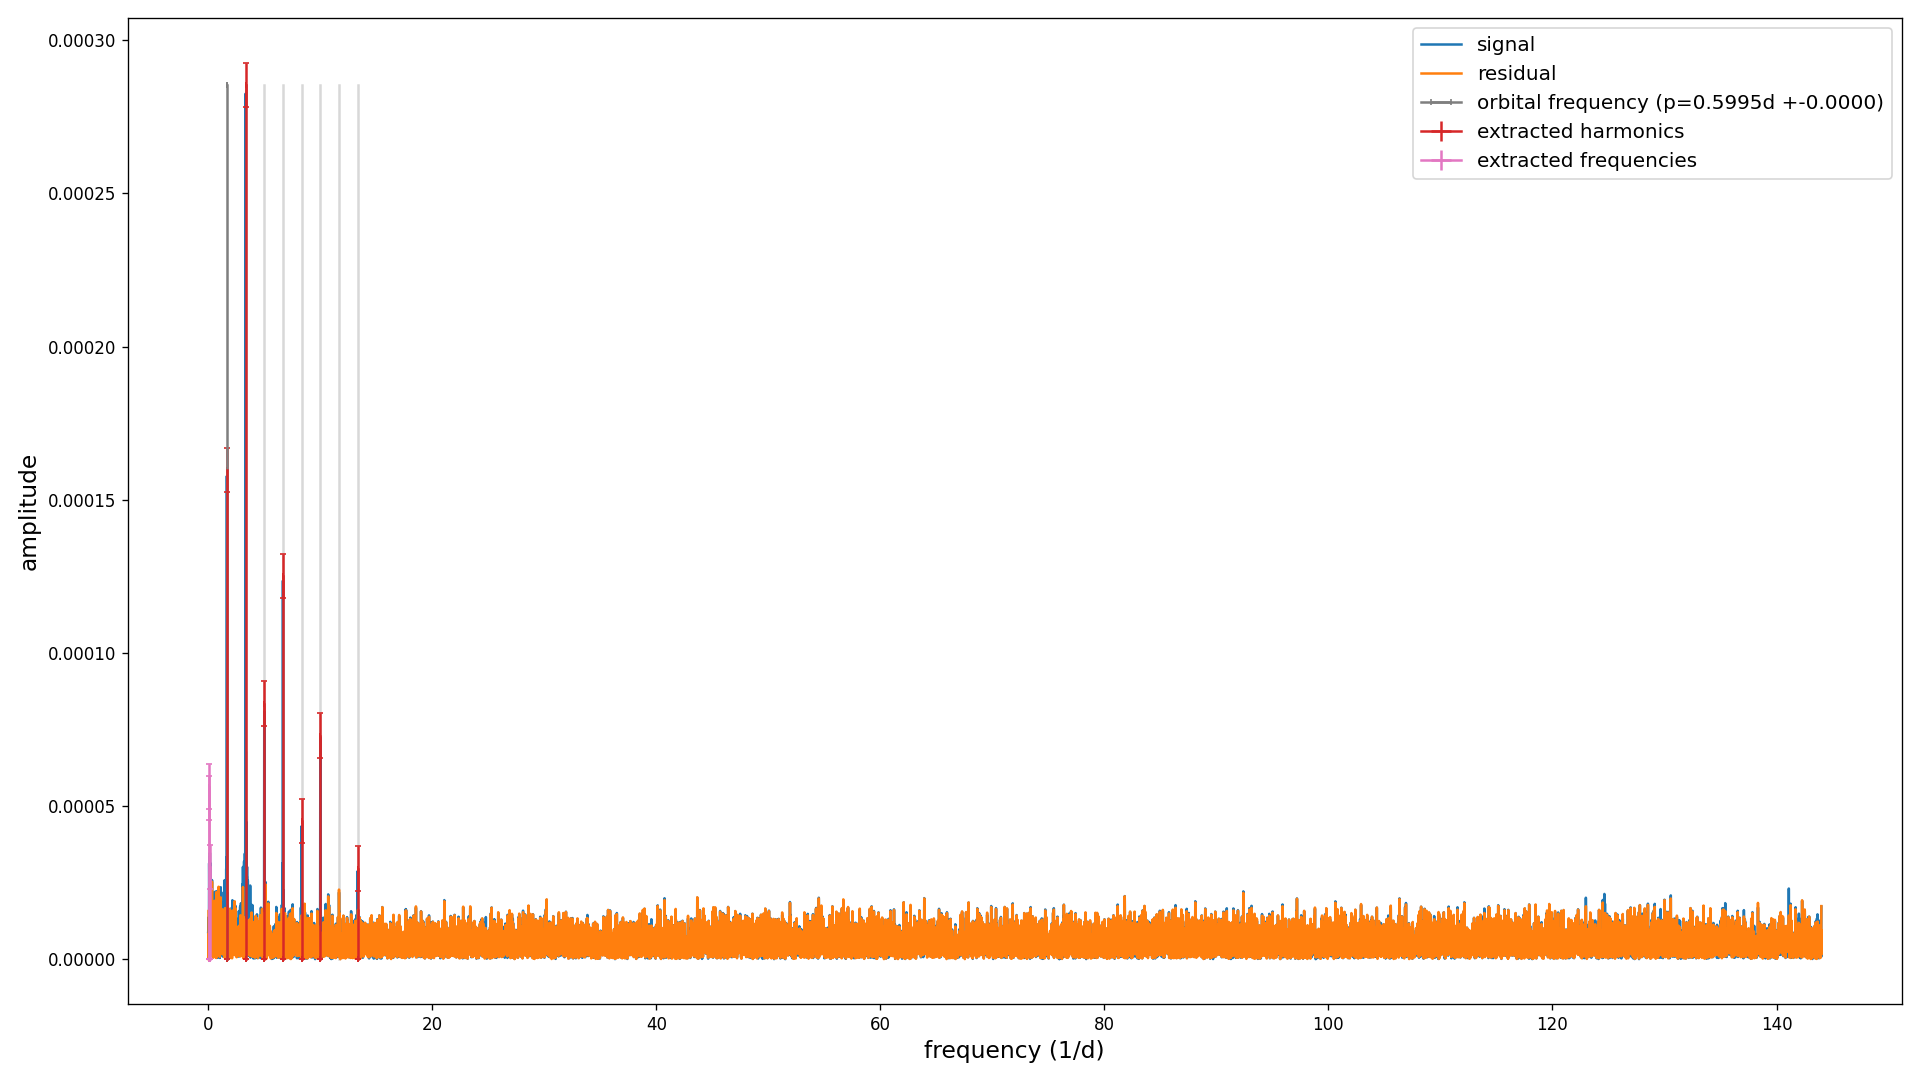 0.00030
0.00025
0.00020
0.00015
0.00010
0.00005
0.00000
amplitude
0
20
40
60
80
100
120
140
frequency (1/d)
signal
residual
orbital frequency (p=0.5995d +-0.0000)
extracted harmonics
extracted frequencies